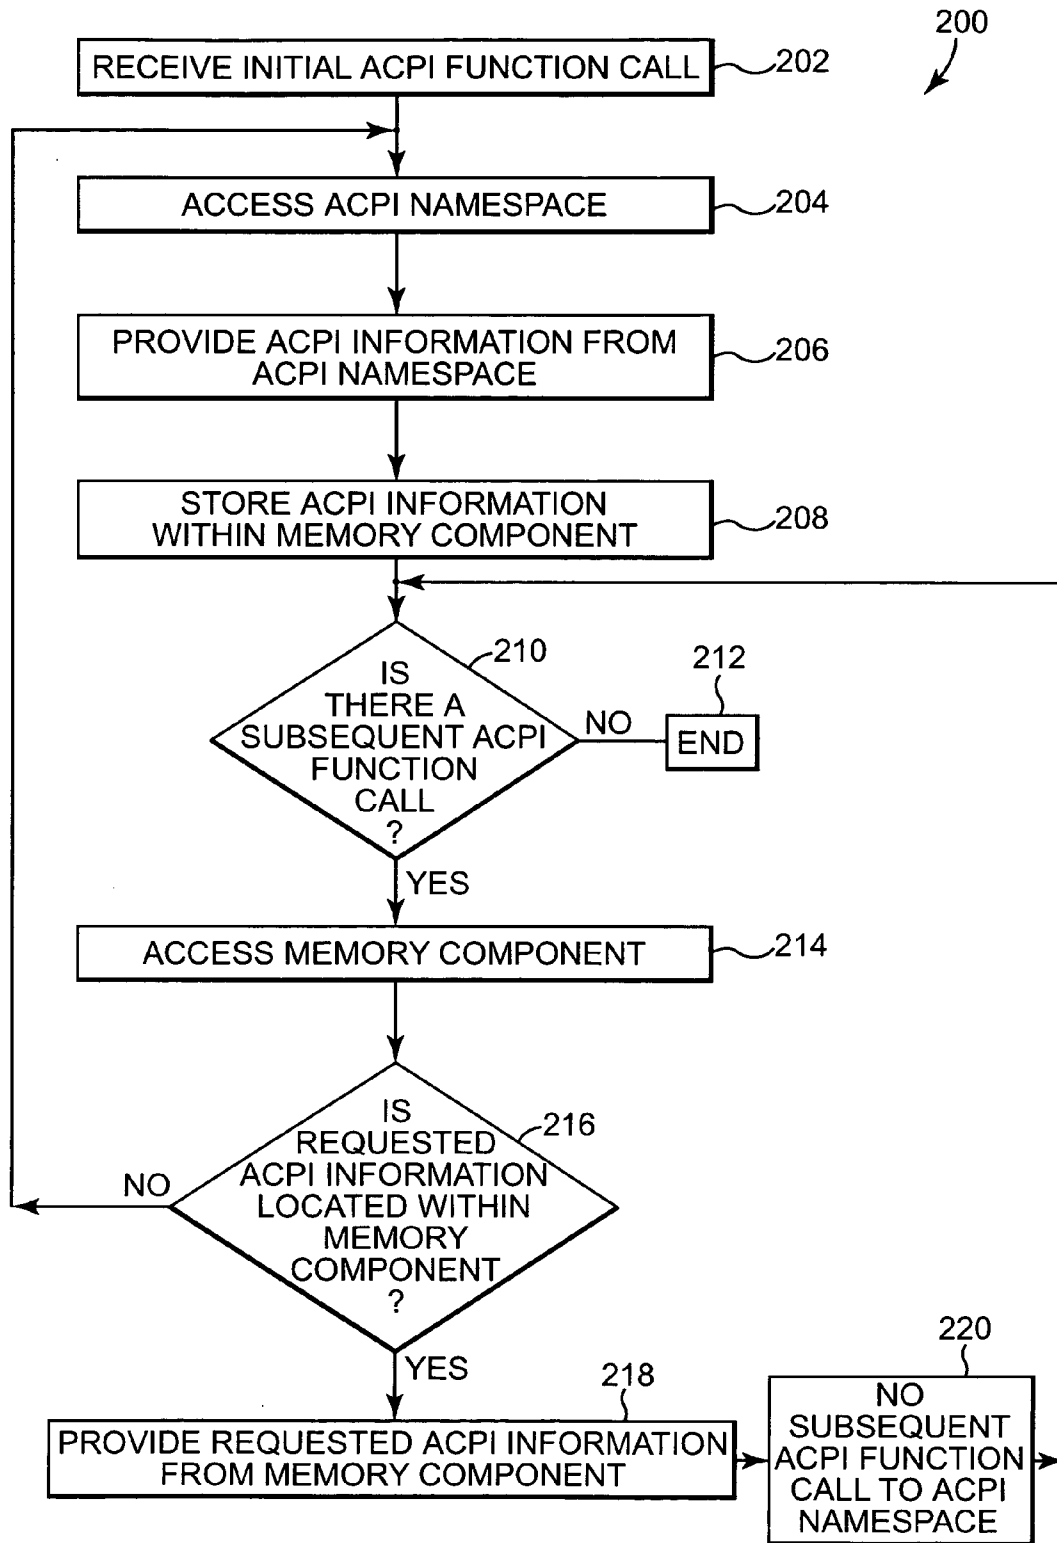 200
RECEIVE INITIAL ACPI FUNCTION CALL
202
ACCESS ACPI NAMESPACE
204
PROVIDE ACPI INFORMATION FROM
ACPI NAMESPACE
206
STORE ACPI INFORMATION
WITHIN MEMORY COMPONENT
208
IS
THERE A
SUBSEQUENT ACPI
FUNCTION
CALL
?
210
NO
212
END
YES
ACCESS MEMORY COMPONENT
214
IS
REQUESTED
ACPI INFORMATION
LOCATED WITHIN
MEMORY
COMPONENT
?
216
NO
YES
218
PROVIDE REQUESTED ACPI INFORMATION
FROM MEMORY COMPONENT
220
NO
SUBSEQUENT
ACPI FUNCTION
CALL TO ACPI
NAMESPACE